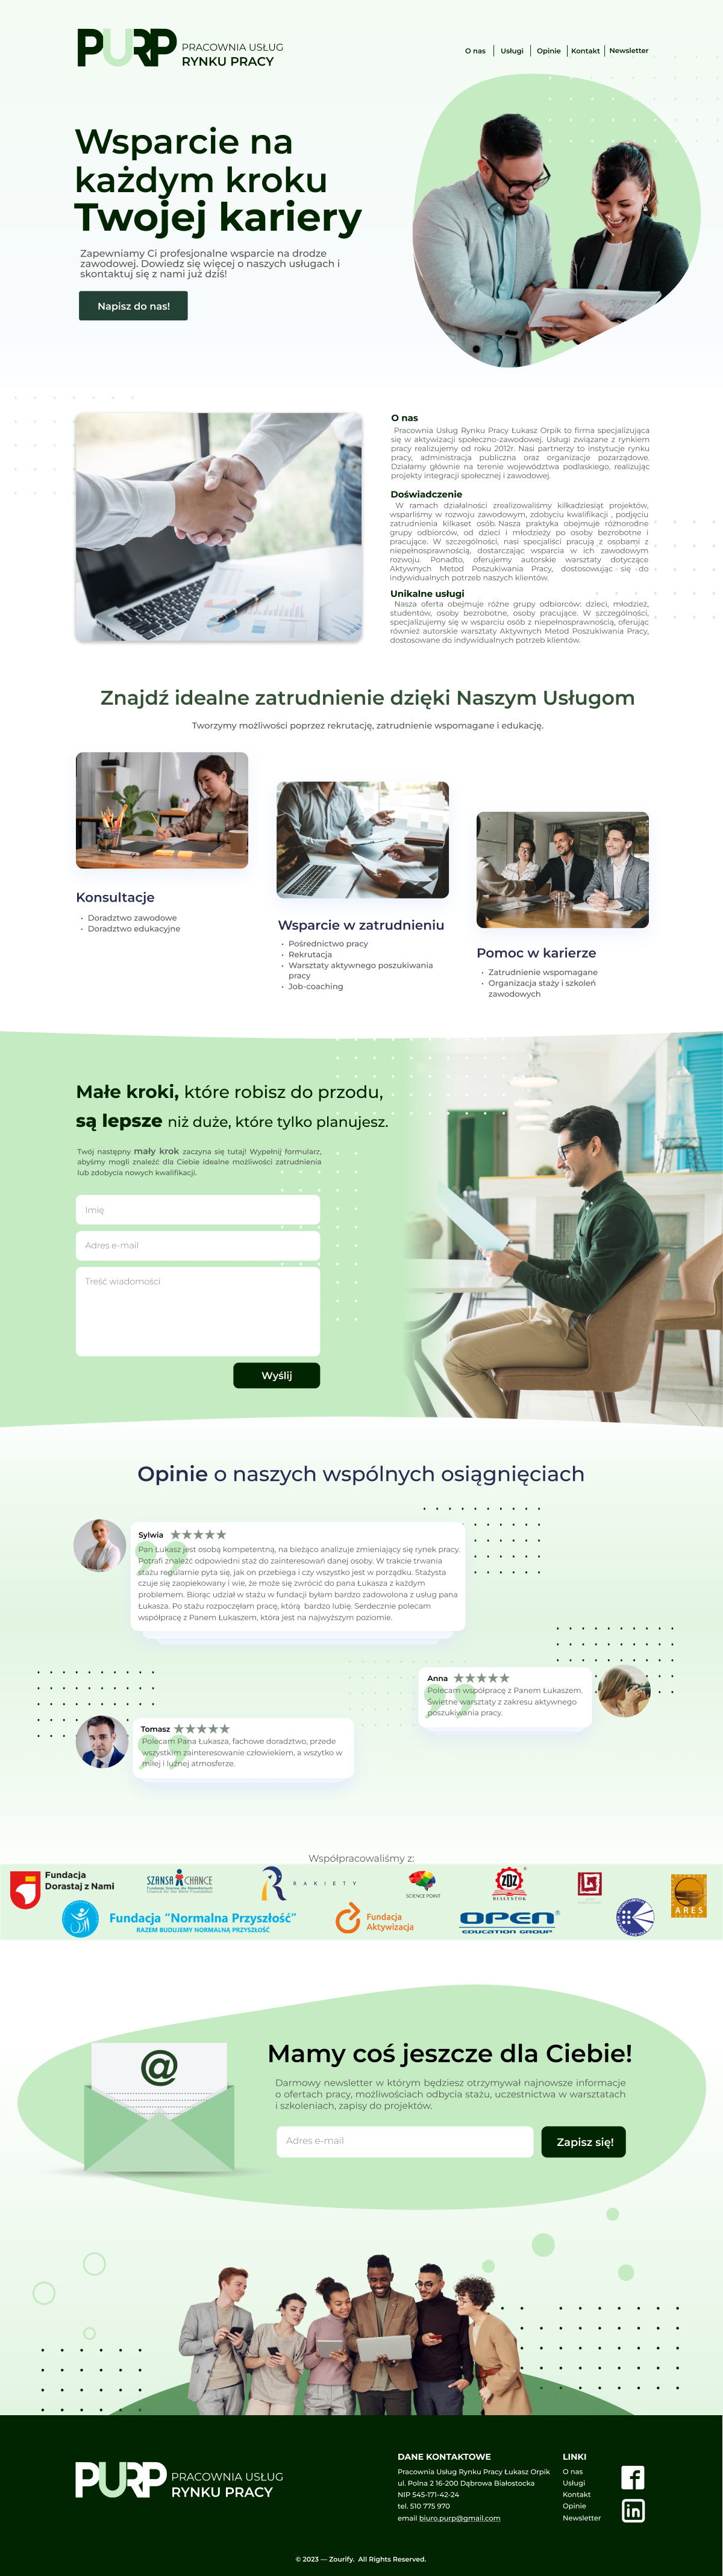 PURP PRACOWNIA USŁUG
RYNKU PRACY
O nas
Usługi
Opinie
Kontakt
Newsletter
Wsparcie na
każdym kroku
Twojej kariery
Zapewniamy Ci profesjonalne wsparcie na drodze
zawodowej. Dowiedz się więcej o naszych usługach i
skontaktuj się z nami już dziś!
Napisz do nas!
O nas
Pracownia Usług Rynku Pracy Łukasz Orpik to firma specjalizująca
się w aktywizacji społeczno-zawodowej. Usługi związane z rynkiem
pracy realizujemy od roku 2012r. Nasi partnerzy to instytucje rynku
pracy, administracja publiczna oraz organizacje pozarządowe.
Działamy głównie na terenie województwa podlaskiego, realizując
projekty integracji społecznej i zawodowej.
Doświadczenie
W ramach działalności zrealizowaliśmy kilkadziesiąt projektów,
wsparliśmy w rozwoju zawodowym, zdobyciu kwalifikacji , podjęciu
zatrudnienia kilkaset osób. Nasza praktyka obejmuje różnorodne
grupy odbiorców, od dzieci i młodzieży po osoby bezrobotne i
pracujące. W szczególności, nasi specjaliści pracują z osobami z
niepełnosprawnością, dostarczając wsparcia w ich zawodowym
rozwoju. Ponadto, oferujemy autorskie warsztaty dotyczące
Aktywnych Metod Poszukiwania Pracy, dostosowując się do
indywidualnych potrzeb naszych klientów.
Unikalne usługi
Nasza oferta obejmuje różne grupy odbiorców: dzieci, młodzież,
studentów, osoby bezrobotne, osoby pracujące. W szczególności,
specjalizujemy się w wsparciu osób z niepełnosprawnością, oferując
również autorskie warsztaty Aktywnych Metod Poszukiwania Pracy,
dostosowane do indywidualnych potrzeb klientów.
Znajdź idealne zatrudnienie dzięki Naszym Usługom
Tworzymy możliwości poprzez rekrutację, zatrudnienie wspomagane i edukację.
Konsultacje
• Doradztwo zawodowe
• Doradztwo edukacyjne
Wsparcie w zatrudnieniu
• Pośrednictwo pracy
• Rekrutacja
• Warsztaty aktywnego poszukiwania
pracy
• Job-coaching
Pomoc w karierze
• Zatrudnienie wspomagane
• Organizacja staży i szkoleń
zawodowych
Małe kroki, które robisz do przodu,
są lepsze niż duże, które tylko planujesz.
Twój następny mały krok zaczyna się tutaj! Wypełnij formularz,
abyśmy mogli znaleźć dla Ciebie idealne możliwości zatrudnienia
lub zdobycia nowych kwalifikacji.
Imię
Adres e-mail
Treść wiadomości
Wyślij
Opinie o naszych wspólnych osiągnięciach
Sylwia ★★★★★
Pan Łukasz jest osobą kompetentną, na bieżąco analizuje zmieniający się rynek pracy.
Potrafi znaleźć odpowiedni staż do zainteresowań danej osoby. W trakcie trwania
stażu regularnie pyta się, jak on przebiega i czy wszystko jest w porządku. Stażysta
czuje się zaopiekowany i wie, że może się zwrócić do pana Łukasza z każdym
problemem. Biorąc udział w stażu w fundacji byłam bardzo zadowolona z usług pana
Łukasza. Po stażu rozpoczęłam pracę, którą bardzo lubię. Serdecznie polecam
współpracę z Panem Łukaszem, która jest na najwyższym poziomie.
Anna ★★★★★
Polecam współpracę z Panem Łukaszem.
Świetne warsztaty z zakresu aktywnego
poszukiwania pracy.
Tomasz ★★★★★
Polecam Pana Łukasza, fachowe doradztwo, przede
wszystkim zainteresowanie człowiekiem, a wszytko w
miłej i luźnej atmosferze.
Współpracowaliśmy z:
Fundacja
Dorastaj z Nami
SZANSA CHANCE
RAKIETY
SCIENCE POINT
ZDZ
BIAŁYSTOK
ARES
Fundacja "Normalna Przyszłość"
RAZEM BUDUJEMY NORMALNĄ PRZYSZŁOŚĆ
Fundacja
Aktywizacja
OPEN®
EDUCATION GROUP
Mamy coś jeszcze dla Ciebie!
Darmowy newsletter w którym będziesz otrzymywał najnowsze informacje
o ofertach pracy, możliwościach odbycia stażu, uczestnictwa w warsztatach
i szkoleniach, zapisy do projektów.
@
Adres e-mail
Zapisz się!
PURP PRACOWNIA USŁUG
RYNKU PRACY
DANE KONTAKTOWE
Pracownia Usług Rynku Pracy Łukasz Orpik
ul. Polna 2 16-200 Dąbrowa Białostocka
NIP 545-171-42-24
tel. 510 775 970
email biuro.purp@gmail.com
LINKI
O nas
Usługi
Kontakt
Opinie
Newsletter
© 2023 — Zourify. All Rights Reserved.